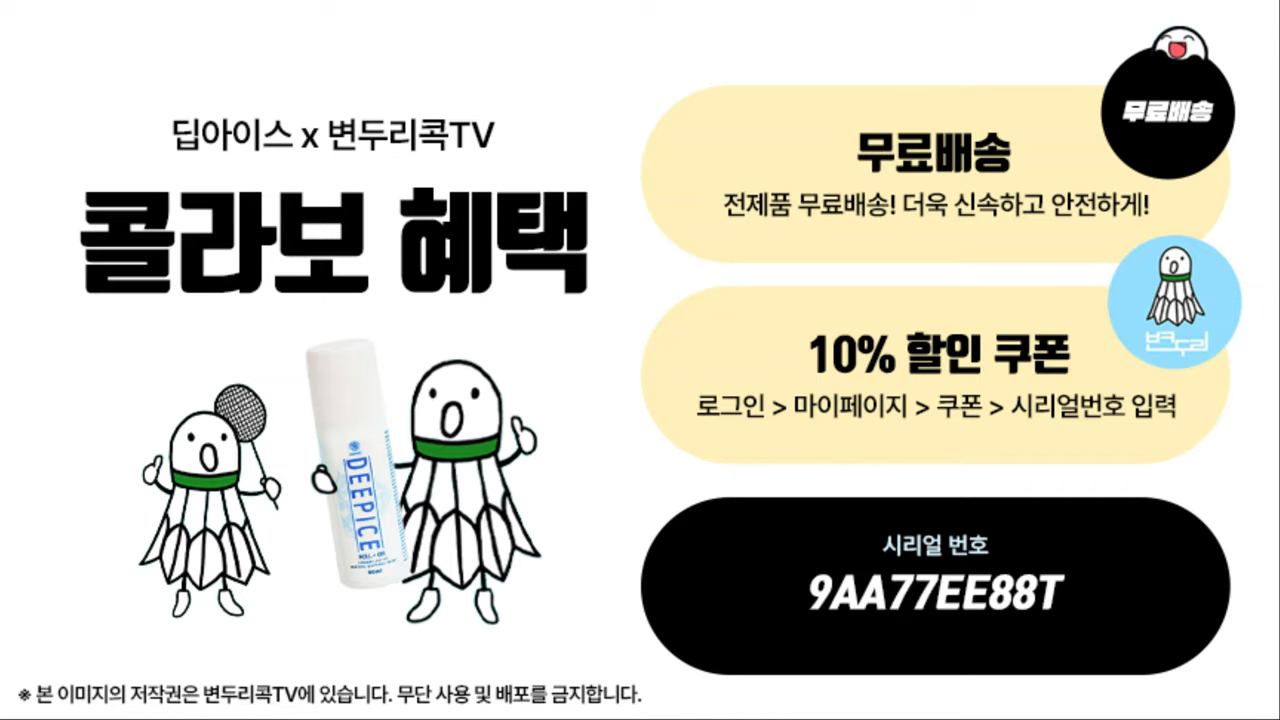 딥아이스 x 변두리콕TV
콜라보 혜택
무료배송
무료배송
전제품 무료배송! 더욱 신속하고 안전하게!
변두리
10% 할인 쿠폰
로그인 > 마이페이지 > 쿠폰 > 시리얼번호 입력
DEEPICE
ROLL - ON
시리얼 번호
9AA77EE88T
※ 본 이미지의 저작권은 변두리콕TV에 있습니다. 무단 사용 및 배포를 금지합니다.